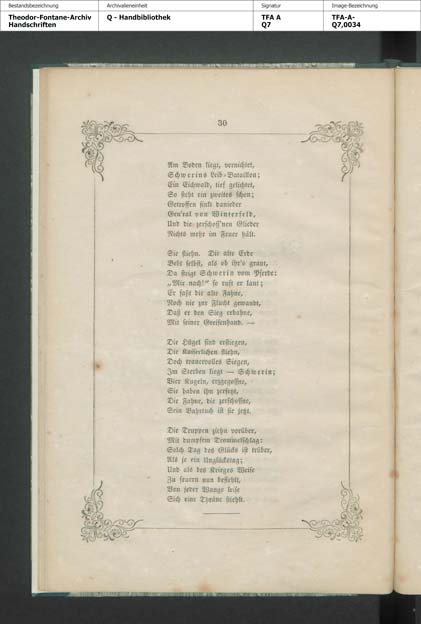 Bestandsbezeichnung
Archivalieneinheit
Signatur
Image-Bezeichnung
Theodor-Fontane-Archiv
Handschriften
Q - Handbibliothek
TFA A
Q7
TFA-A-
Q7,0034
30
Am Boden liegt, vernichtet,
Schwerins Leib-Bataillon;
Ein Eichwald, tief gelichtet,
So steht ein zweites schon;
Getroffen sinkt danieder
Gen'ral von Winterfeld,
Und die zerschoss'nen Glieder
Nichts mehr im Feuer hält.
Sie fliehn. Die alte Erde
Bebt selbst, als ob ihr's graut,
Da steigt Schwerin vom Pferde:
„Mir nach!“ so ruft er laut;
Er faßt die alte Fahne,
Noch nie zur Flucht gewandt,
Daß er den Sieg erbahne,
Mit seiner Greisenhand. —
Die Hügel sind erstiegen,
Die Kaiserlichen fliehn,
Doch trauervolles Siegen,
Im Sterben liegt — Schwerin;
Vier Kugeln, erzgegossne,
Sie haben ihn zerfetzt,
Die Fahne, die zerschossne,
Sein Bahrtuch ist sie jetzt.
Die Truppen ziehn vorüber,
Mit dumpfem Trommelschlag:
Solch Tag des Glücks ist trüber,
Als je ein Unglückstag;
Und als des Krieges Weise
Zu feuern nun befiehlt,
Von jeder Wange leise
Sich eine Thräne stiehlt.